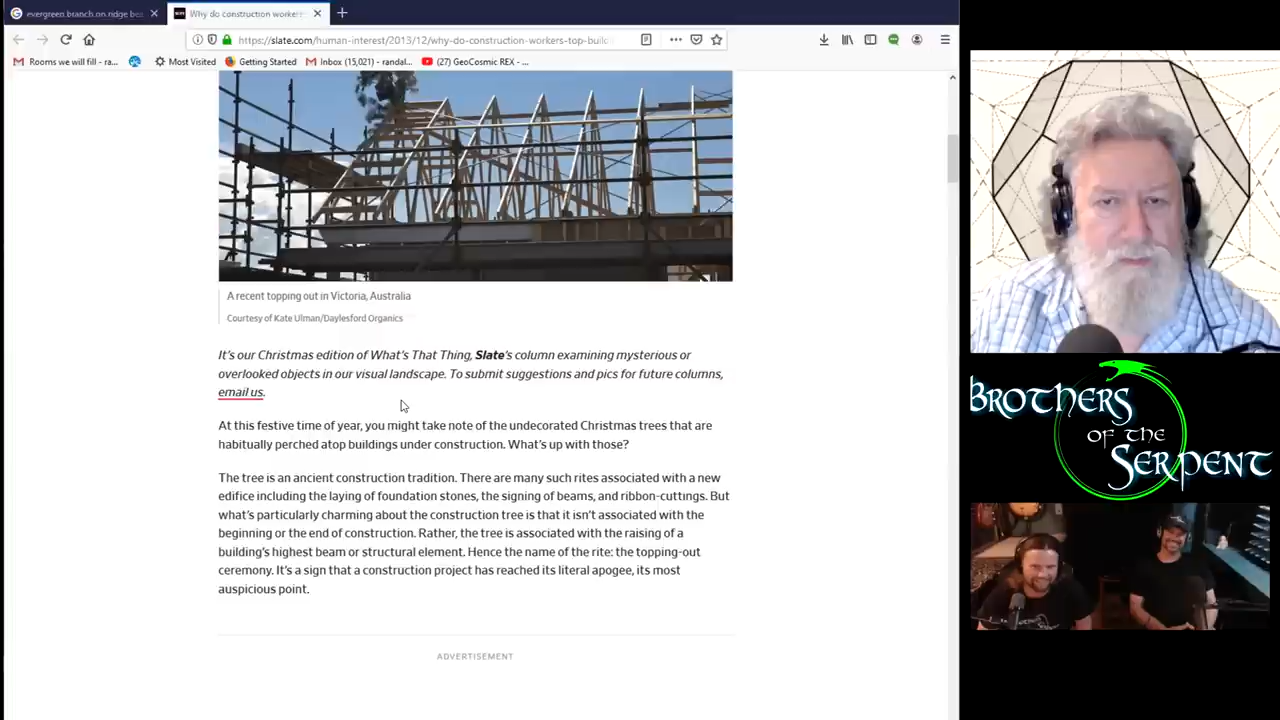 evergreen branch on ridge bea
Why do construction workers
https://slate.com/human-interest/2013/12/why-do-construction-workers-top-buil
Rooms we will fill - ra...
Most Visited
Getting Started
Inbox (15,021) - randal...
(27) GeoCosmic REX - ...
A recent topping out in Victoria, Australia
Courtesy of Kate Ulman/Daylesford Organics
It's our Christmas edition of What's That Thing, Slate's column examining mysterious or
overlooked objects in our visual landscape. To submit suggestions and pics for future columns,
email us.
At this festive time of year, you might take note of the undecorated Christmas trees that are
habitually perched atop buildings under construction. What's up with those?
The tree is an ancient construction tradition. There are many such rites associated with a new
edifice including the laying of foundation stones, the signing of beams, and ribbon-cuttings. But
what's particularly charming about the construction tree is that it isn't associated with the
beginning or the end of construction. Rather, the tree is associated with the raising of a
building's highest beam or structural element. Hence the name of the rite: the topping-out
ceremony. It's a sign that a construction project has reached its literal apogee, its most
auspicious point.
ADVERTISEMENT
BROTHERS
OF THE
SERPENT